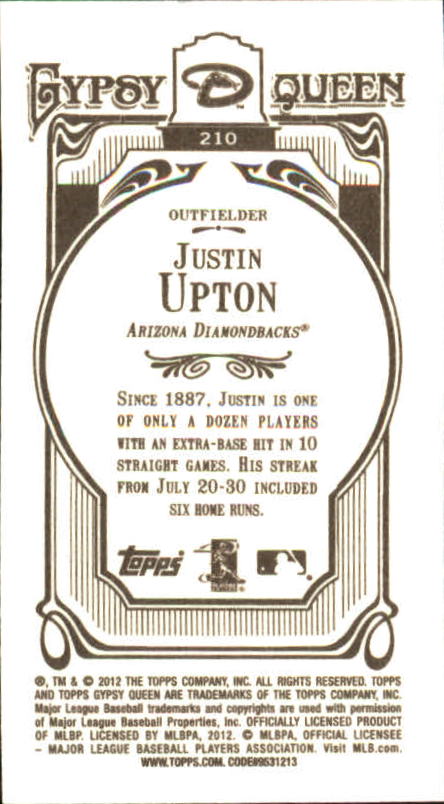 GYPSY QUEEN
210
OUTFIELDER
JUSTIN
UPTON
ARIZONA DIAMONDBACKS®
SINCE 1887, JUSTIN IS ONE
OF ONLY A DOZEN PLAYERS
WITH AN EXTRA-BASE HIT IN 10
STRAIGHT GAMES. HIS STREAK
FROM JULY 20-30 INCLUDED
SIX HOME RUNS.
Topps
®, TM & © 2012 THE TOPPS COMPANY, INC. ALL RIGHTS RESERVED. TOPPS
AND TOPPS GYPSY QUEEN ARE TRADEMARKS OF THE TOPPS COMPANY, INC.
Major League Baseball trademarks and copyrights are used with permission
of Major League Baseball Properties, Inc. OFFICIALLY LICENSED PRODUCT
OF MLBP. LICENSED BY MLBPA, 2012. © MLBPA, OFFICIAL LICENSEE
– MAJOR LEAGUE BASEBALL PLAYERS ASSOCIATION. Visit MLB.com.
WWW.TOPPS.COM. CODE#9531213